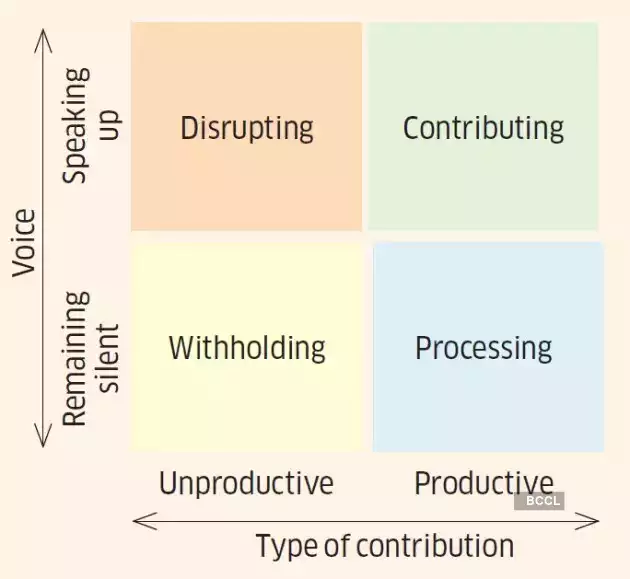 Voice
Speaking
up
Disrupting
Contributing
Remaining
silent
Withholding
Processing
Unproductive
Productive
BCCL
Type of contribution